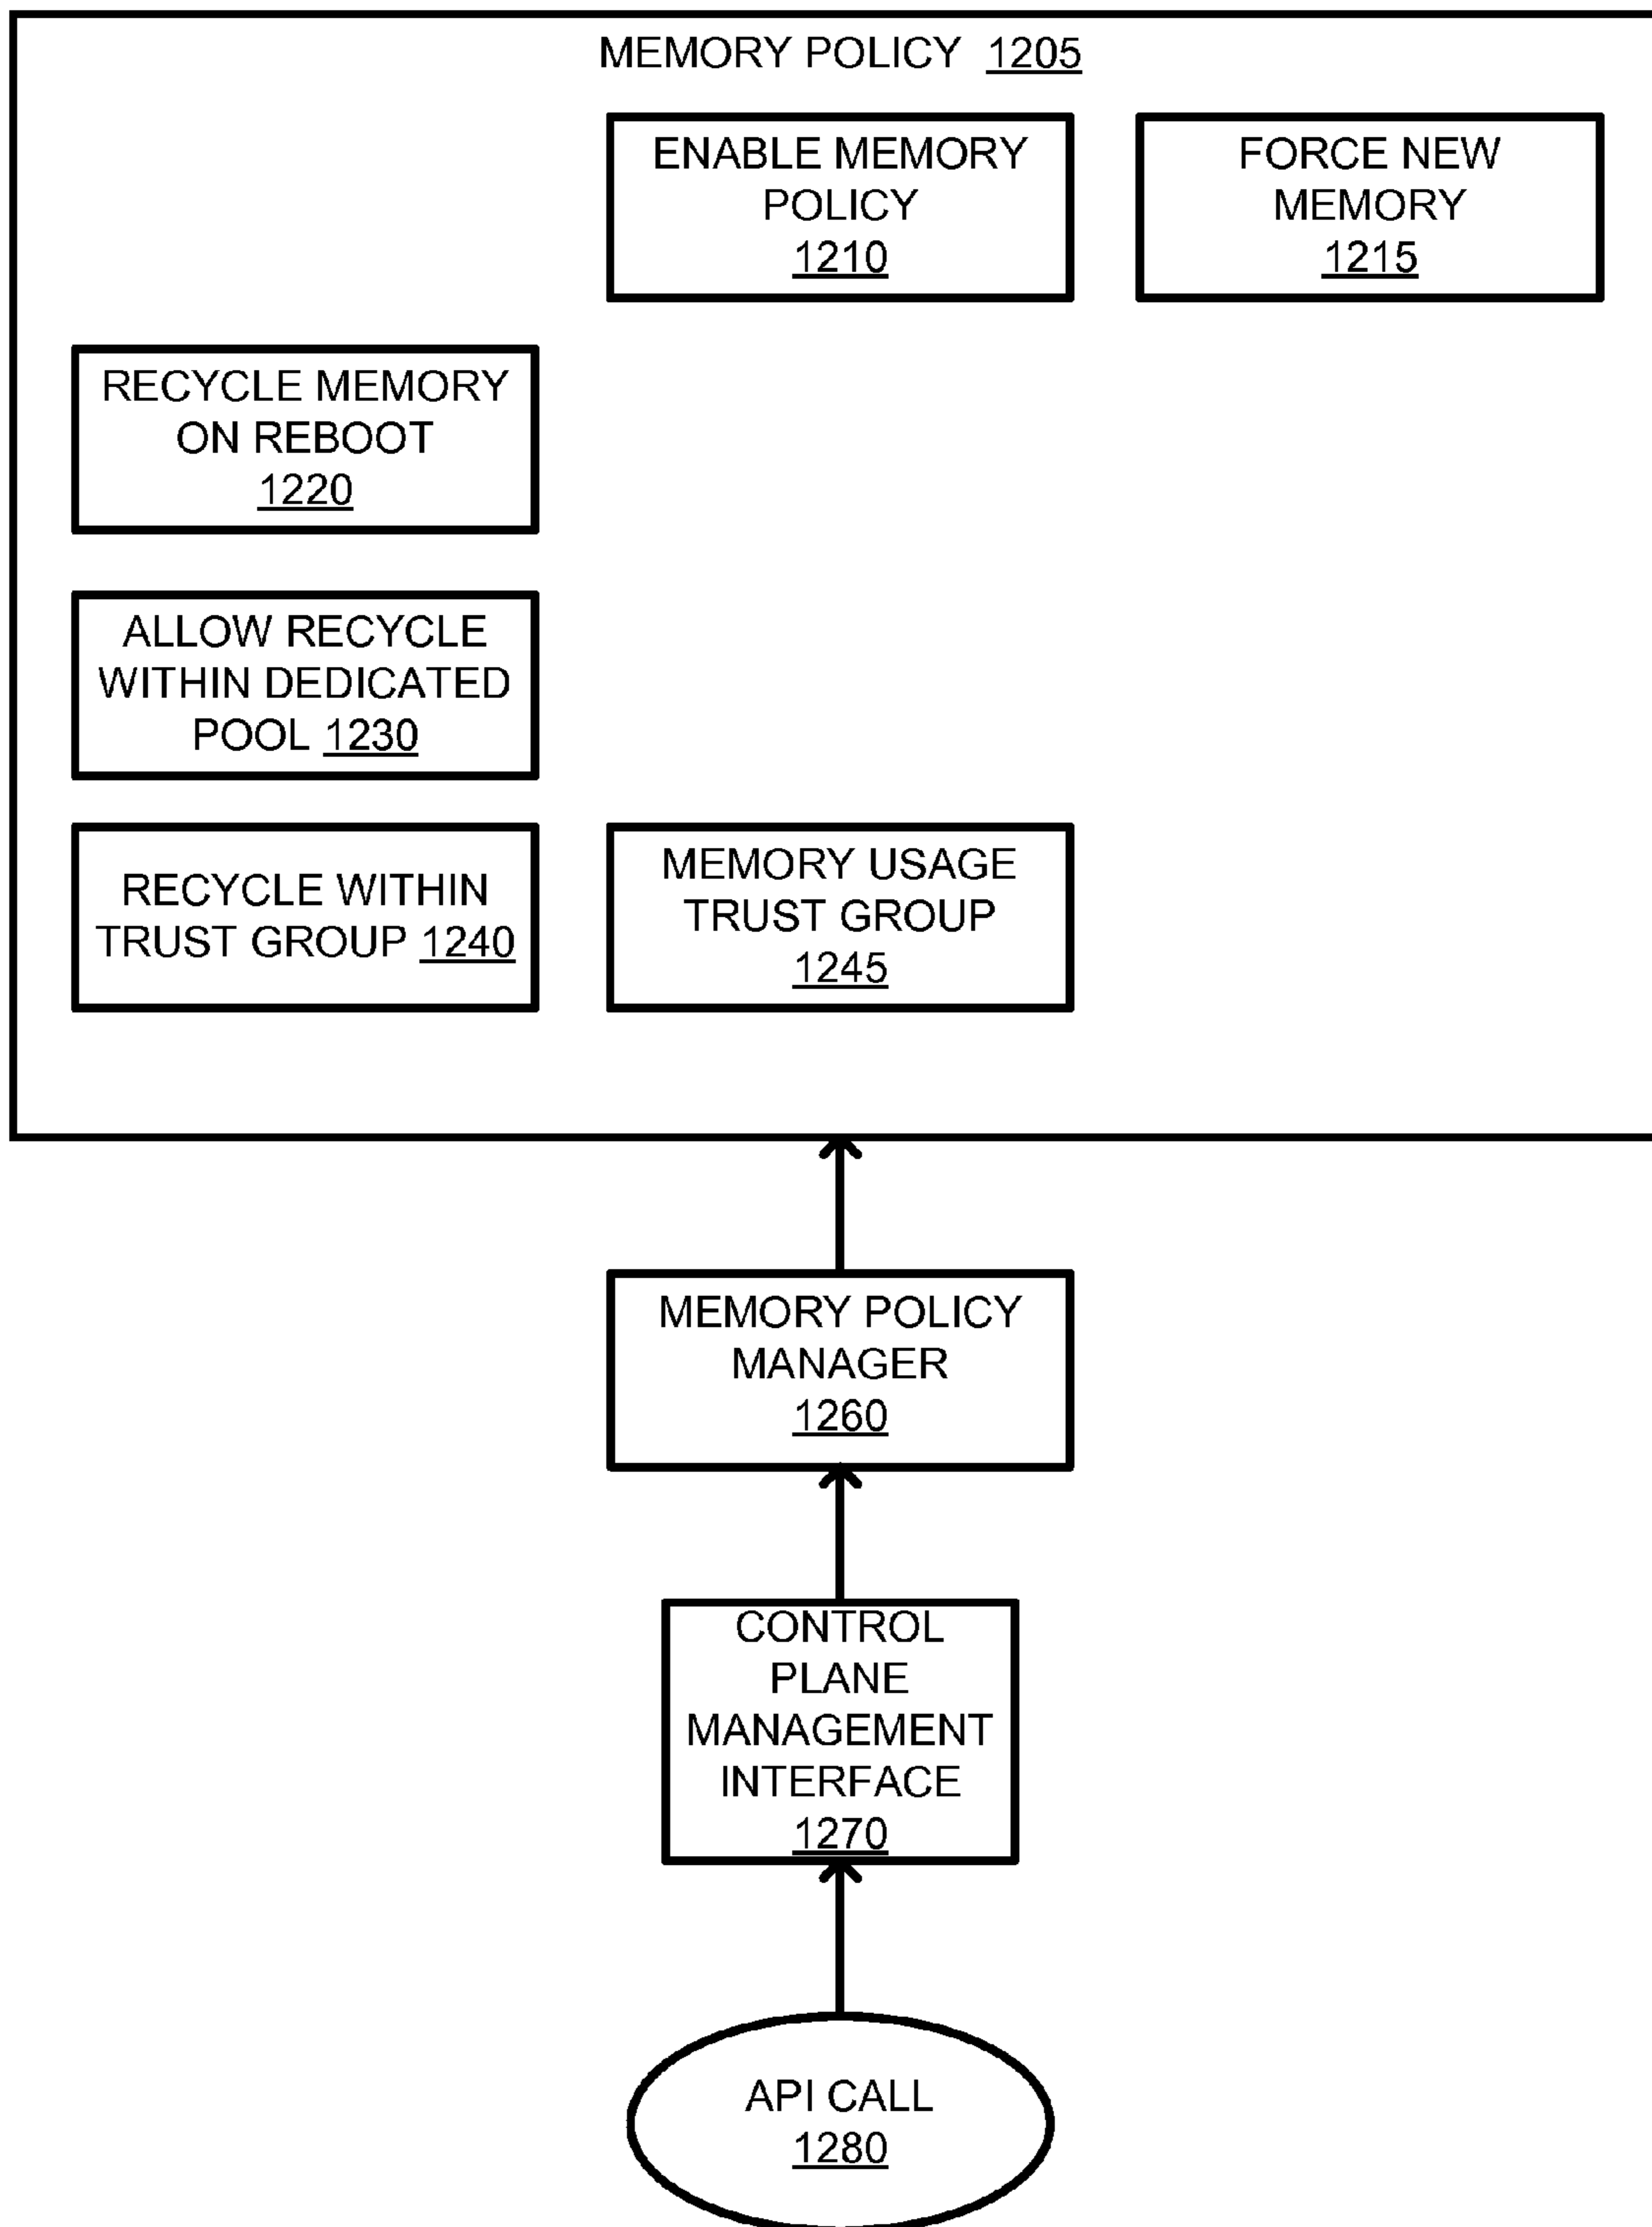 MEMORY POLICY 1205
ENABLE MEMORY
POLICY
1210
FORCE NEW
MEMORY
1215
RECYCLE MEMORY
ON REBOOT
1220
ALLOW RECYCLE
WITHIN DEDICATED
POOL 1230
RECYCLE WITHIN
TRUST GROUP 1240
MEMORY USAGE
TRUST GROUP
1245
MEMORY POLICY
MANAGER
1260
CONTROL
PLANE
MANAGEMENT
INTERFACE
1270
API CALL
1280